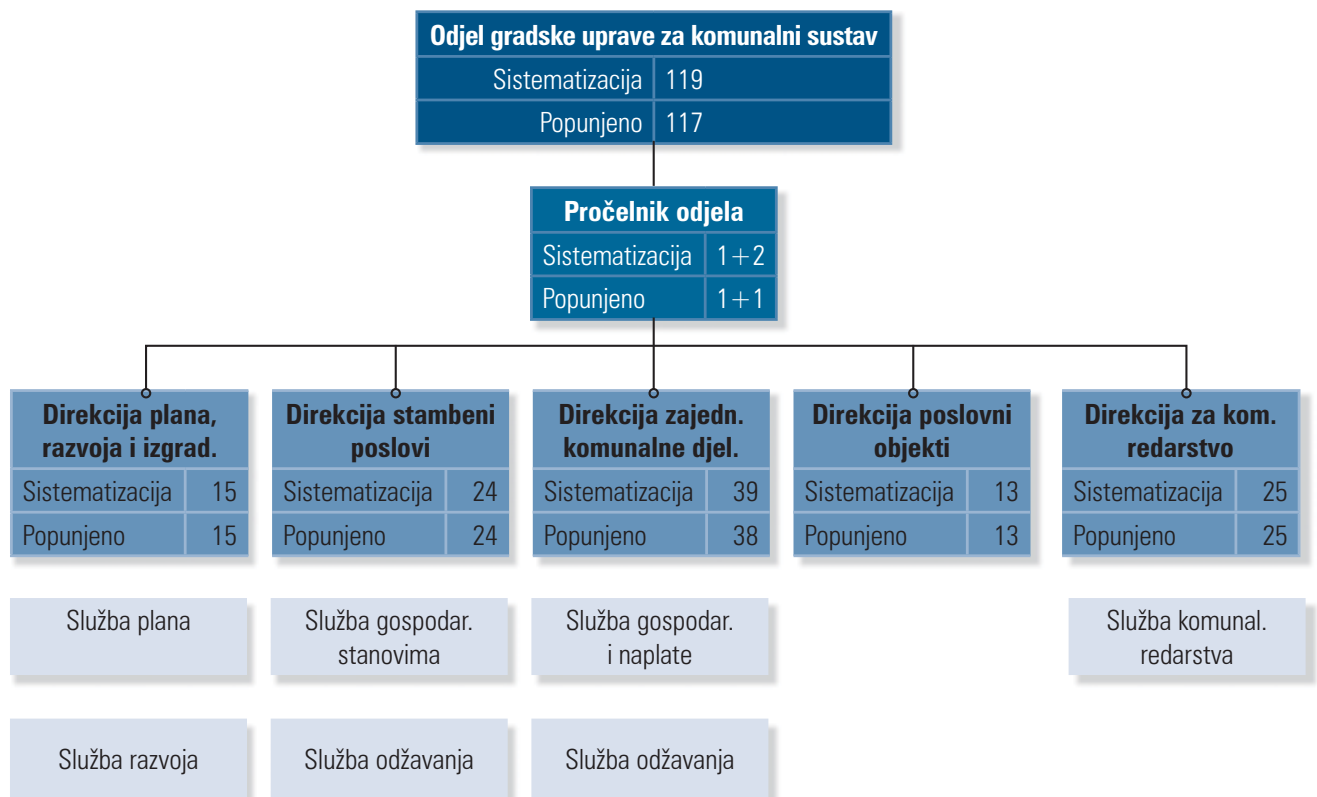 Odjel gradske uprave za komunalni sustav
Sistematizacija 119
Popunjeno 117
Pročelnik odjela
Sistematizacija 1+2
Popunjeno 1+1
Direkcija plana,
razvoja i izgrad.
Sistematizacija 15
Popunjeno 15
Direkcija stambeni
poslovi
Sistematizacija 24
Popunjeno 24
Direkcija zajedn.
komunalne djel.
Sistematizacija 39
Popunjeno 38
Direkcija poslovni
objekti
Sistematizacija 13
Popunjeno 13
Direkcija za kom.
redarstvo
Sistematizacija 25
Popunjeno 25
Služba plana
Služba gospodar.
stanovima
Služba gospodar.
i naplate
Služba komunal.
redarstva
Služba razvoja
Služba odžavanja
Služba odžavanja